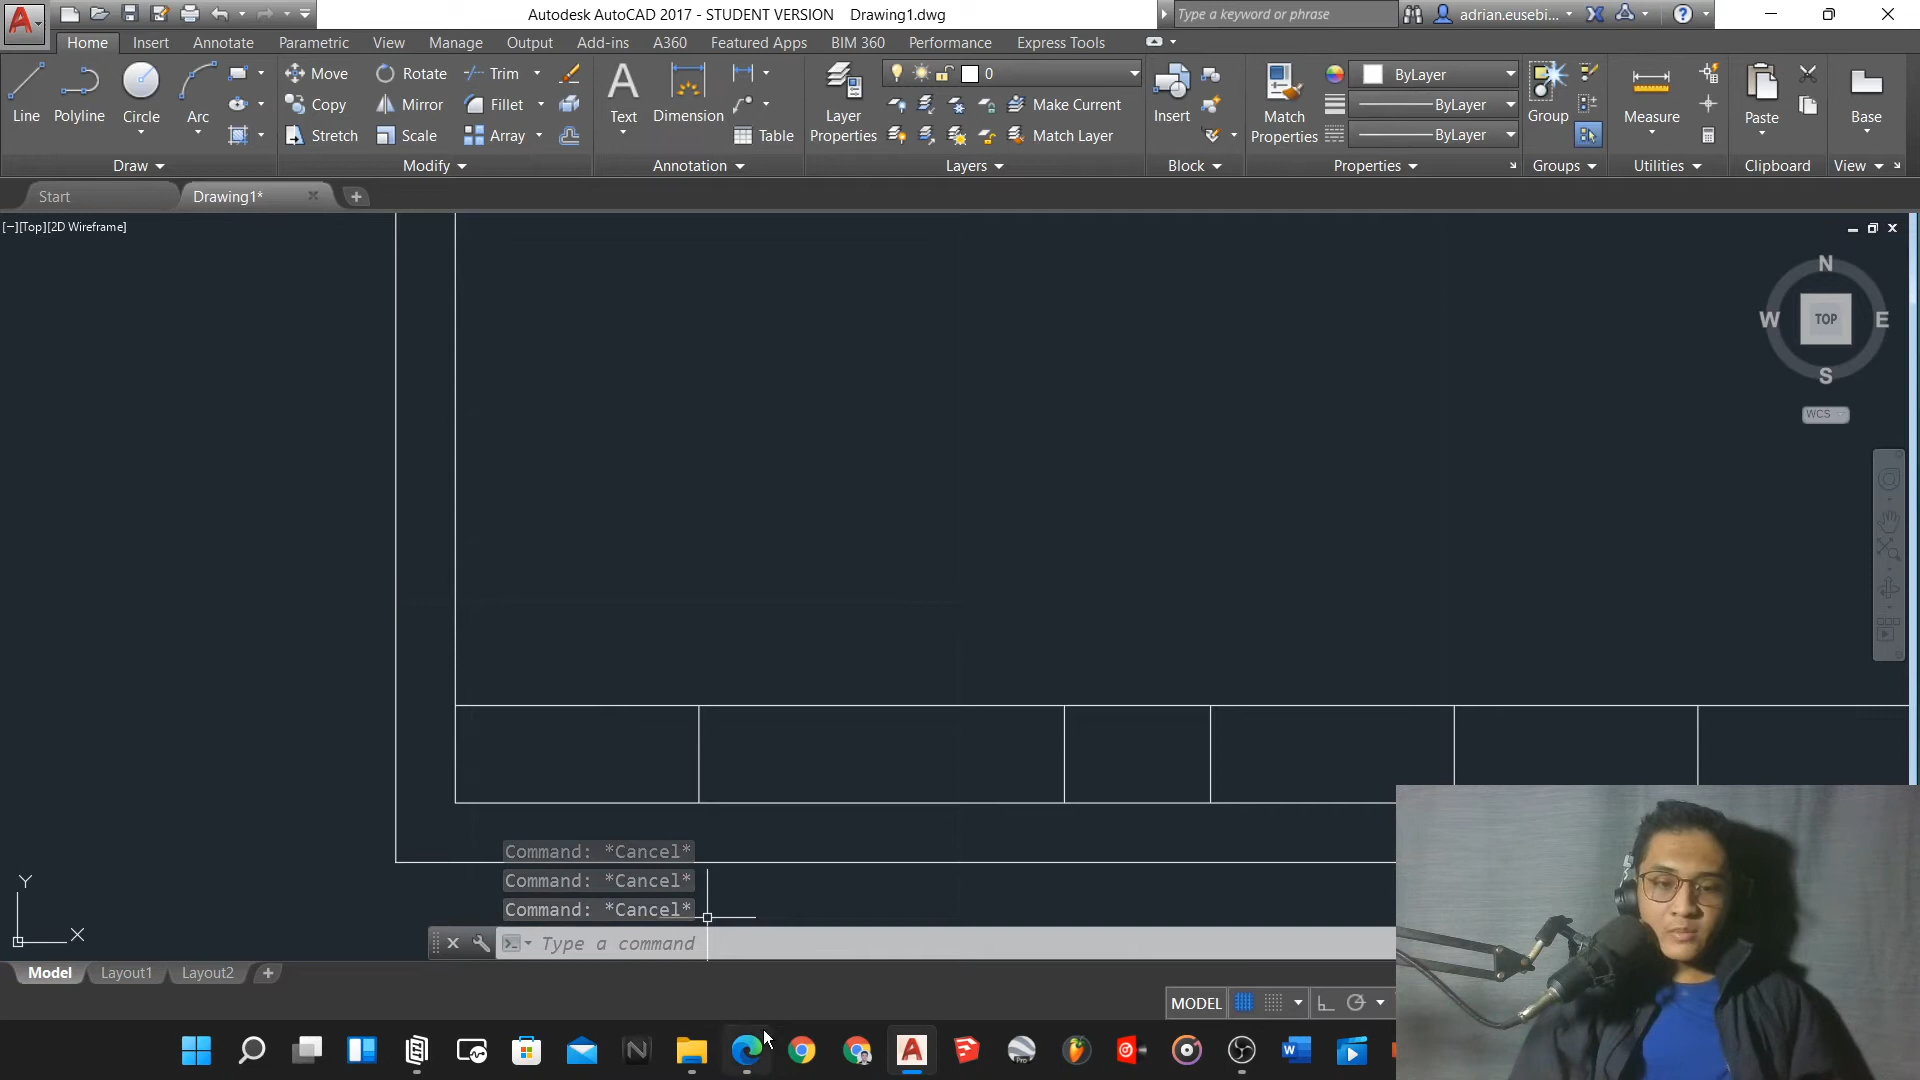 Autodesk AutoCAD 2017 - STUDENT VERSION Drawing1.dwg
Type a keyword or phrase
adrian.eusebi...
Home Insert Annotate Parametric View Manage Output Add-ins A360 Featured Apps BIM 360 Performance Express Tools
Line Polyline Circle Arc
Move Rotate Trim
Copy Mirror Fillet
Stretch Scale Array
Text Dimension Table
Layer Properties
0
Make Current
Match Layer
Insert
Match Properties
ByLayer
ByLayer
ByLayer
Group Measure Paste Base
Draw Modify Annotation Layers Block Properties Groups Utilities Clipboard View
Start Drawing1*
[−][Top][2D Wireframe]
N
W TOP E
S
WCS
Command: *Cancel*
Command: *Cancel*
Command: *Cancel*
Y
X
Type a command
Model Layout1 Layout2
MODEL